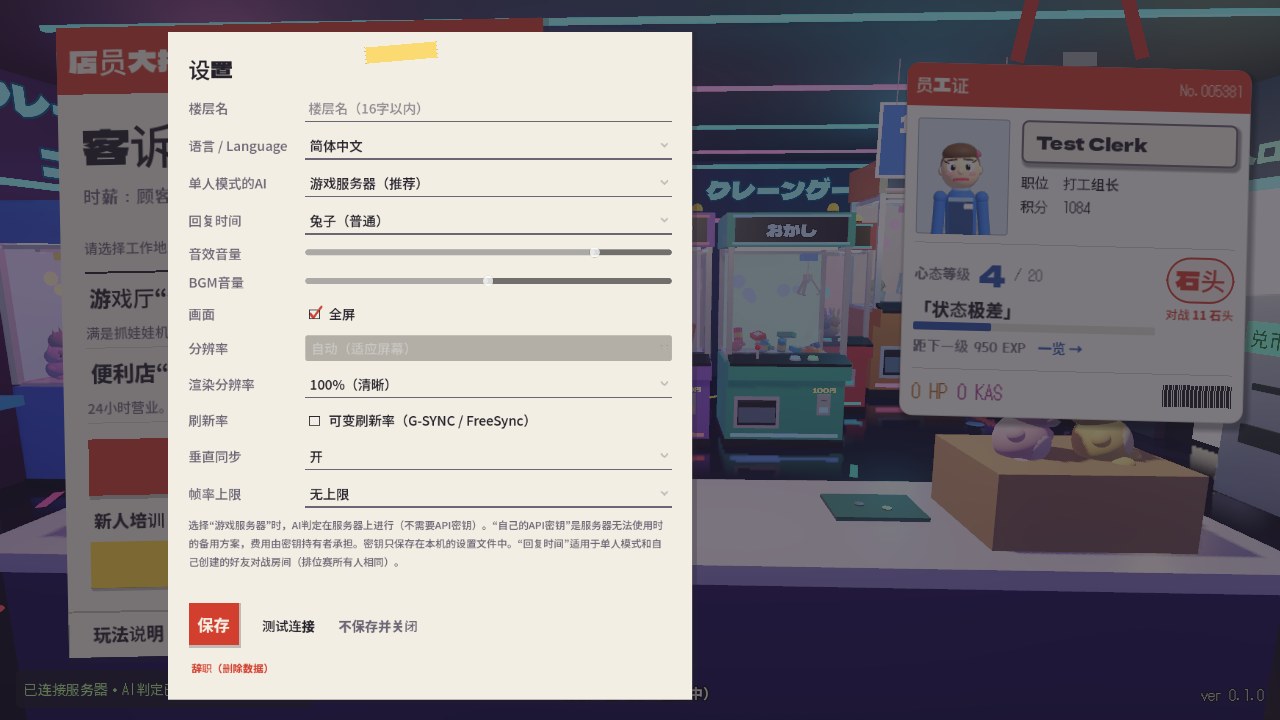 设置
楼层名
楼层名（16字以内）
语言 / Language
简体中文
单人模式的AI
游戏服务器（推荐）
回复时间
兔子（普通）
音效音量
BGM音量
画面
全屏
分辨率
自动（适应屏幕）
渲染分辨率
100%（清晰）
刷新率
可变刷新率（G-SYNC / FreeSync）
垂直同步
开
帧率上限
无上限
选择“游戏服务器”时，AI判定在服务器上进行（不需要API密钥）。“自己的API密钥”是服务器无法使用时
的备用方案，费用由密钥持有者承担。密钥只保存在本机的设置文件中。“回复时间”适用于单人模式和自
己创建的好友对战房间（排位赛所有人相同）。
保存
测试连接
不保存并关闭
辞职（删除数据）
店员大
客诉
时薪：顾客
请选择工作地
游戏厅“
满是抓娃娃机
便利店“
24小时营业。
新人培训
玩法说明
已连接服务器・AI判定
中）
员工证
No. 005381
Test Clerk
职位 打工组长
积分 1084
心态等级 4 / 20
「状态极差」
石头
对战 11 石头
距下一级 950 EXP 一览 →
0 HP 0 KAS
クレーンゲー
おかし
100円
兑币
ver 0.1.0